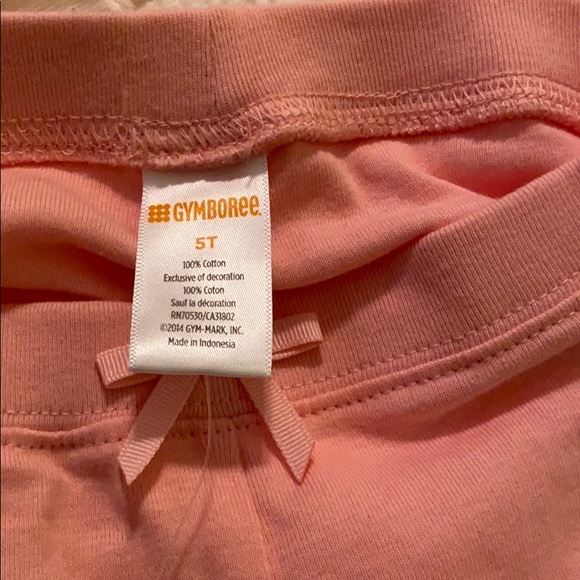 GYMBOREE.
5T
100% Cotton
Exclusive of decoration
100% Coton
Sauf la décoration
RN70530/CA31802
©2014 GYM-MARK, INC.
Made in Indonesia